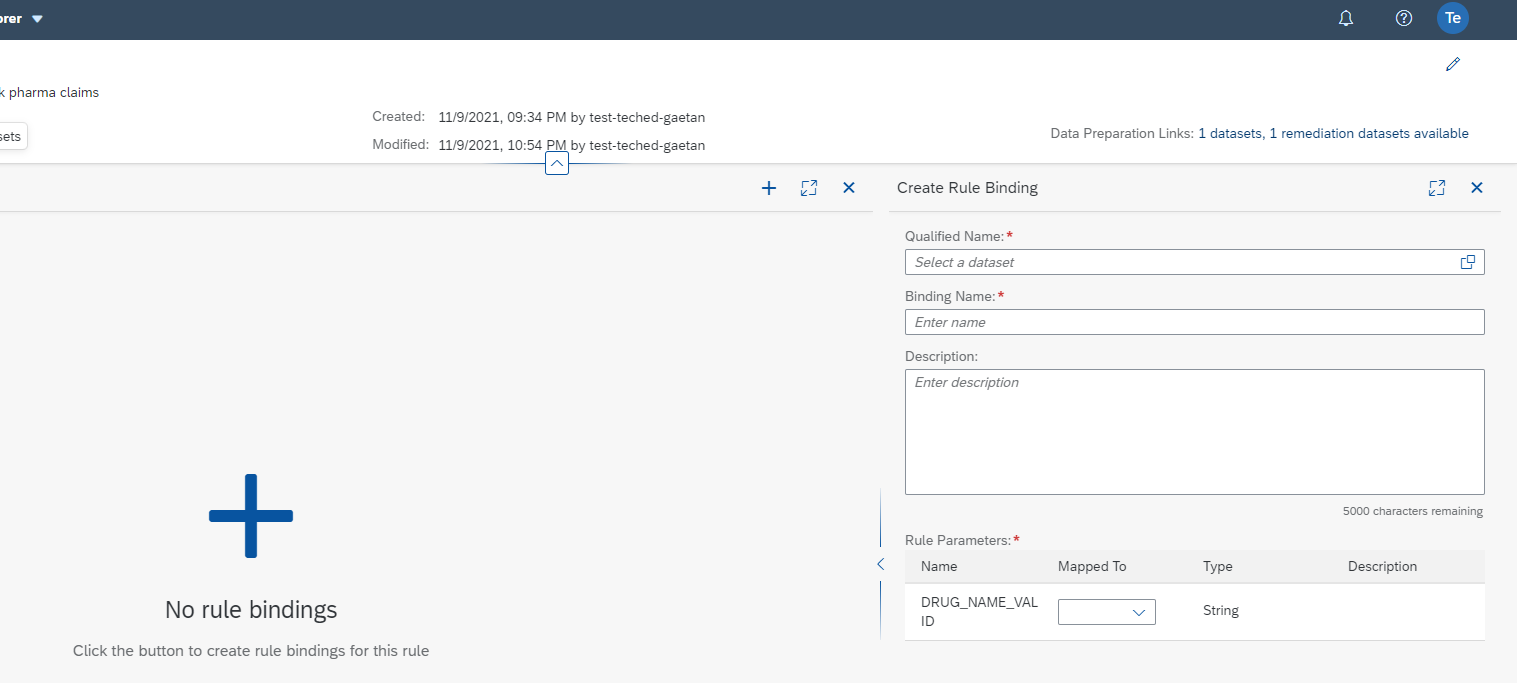 orer
Te
k pharma claims
sets
Created: 11/9/2021, 09:34 PM by test-teched-gaetan
Modified: 11/9/2021, 10:54 PM by test-teched-gaetan
Data Preparation Links: 1 datasets, 1 remediation datasets available
No rule bindings
Click the button to create rule bindings for this rule
Create Rule Binding
Qualified Name:*
Select a dataset
Binding Name:*
Enter name
Description:
Enter description
5000 characters remaining
Rule Parameters:*
Name Mapped To Type Description
DRUG_NAME_VAL
ID
String